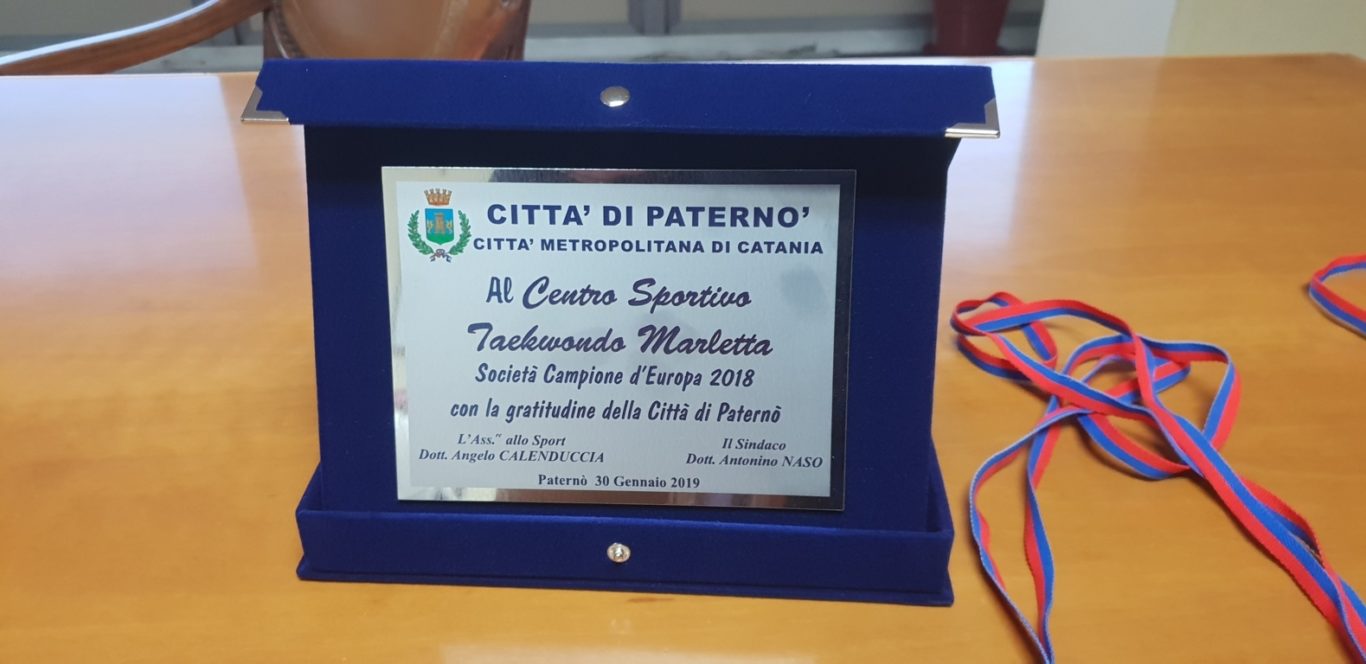 CITTA' DI PATERNO'
CITTA' METROPOLITANA DI CATANIA
Al Centro Sportivo
Taekwondo Marletta
Società Campione d'Europa 2018
con la gratitudine della Città di Paternò
L'Ass.re allo Sport
Il Sindaco
Dott. Angelo CALENDUCCIA
Dott. Antonino NASO
Paternò 30 Gennaio 2019